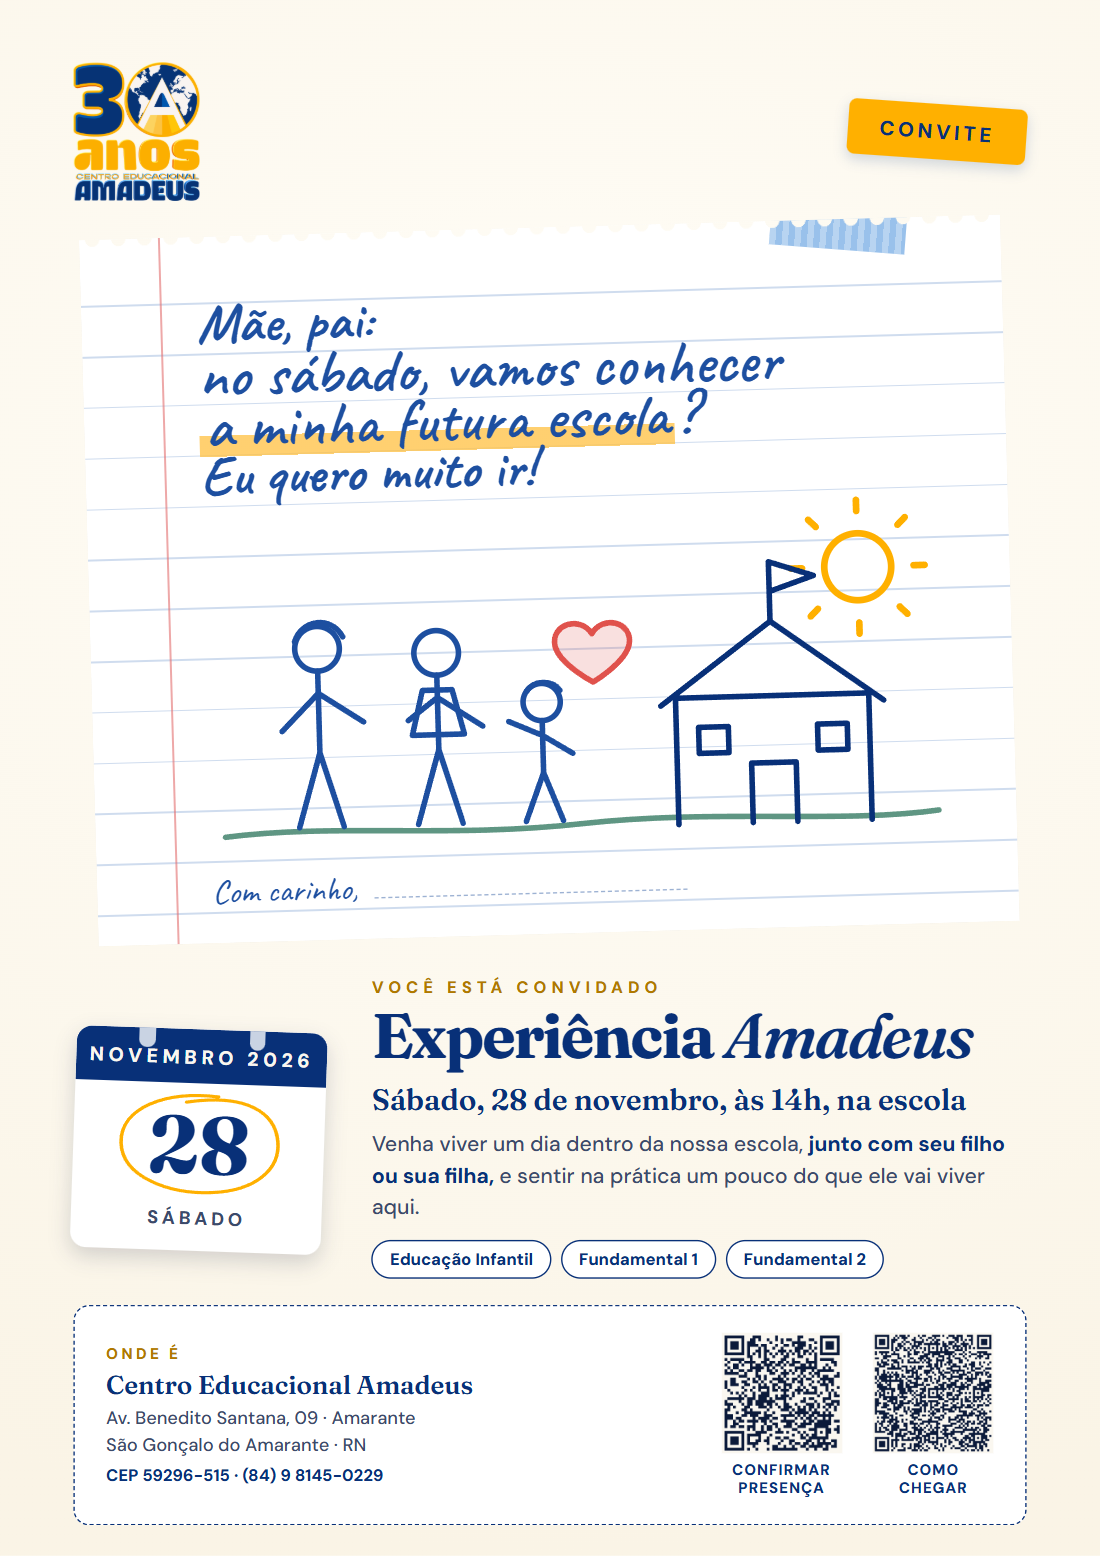 30
anos
CENTRO EDUCACIONAL
AMADEUS
CONVITE
Mãe, pai:
no sábado, vamos conhecer
a minha futura escola?
Eu quero muito ir!
Com carinho,
VOCÊ ESTÁ CONVIDADO
Experiência Amadeus
Sábado, 28 de novembro, às 14h, na escola
Venha viver um dia dentro da nossa escola, junto com seu filho
ou sua filha, e sentir na prática um pouco do que ele vai viver
aqui.
Educação Infantil
Fundamental 1
Fundamental 2
NOVEMBRO 2026
28
SÁBADO
ONDE É
Centro Educacional Amadeus
Av. Benedito Santana, 09 · Amarante
São Gonçalo do Amarante · RN
CEP 59296-515 · (84) 9 8145-0229
CONFIRMAR
PRESENÇA
COMO
CHEGAR